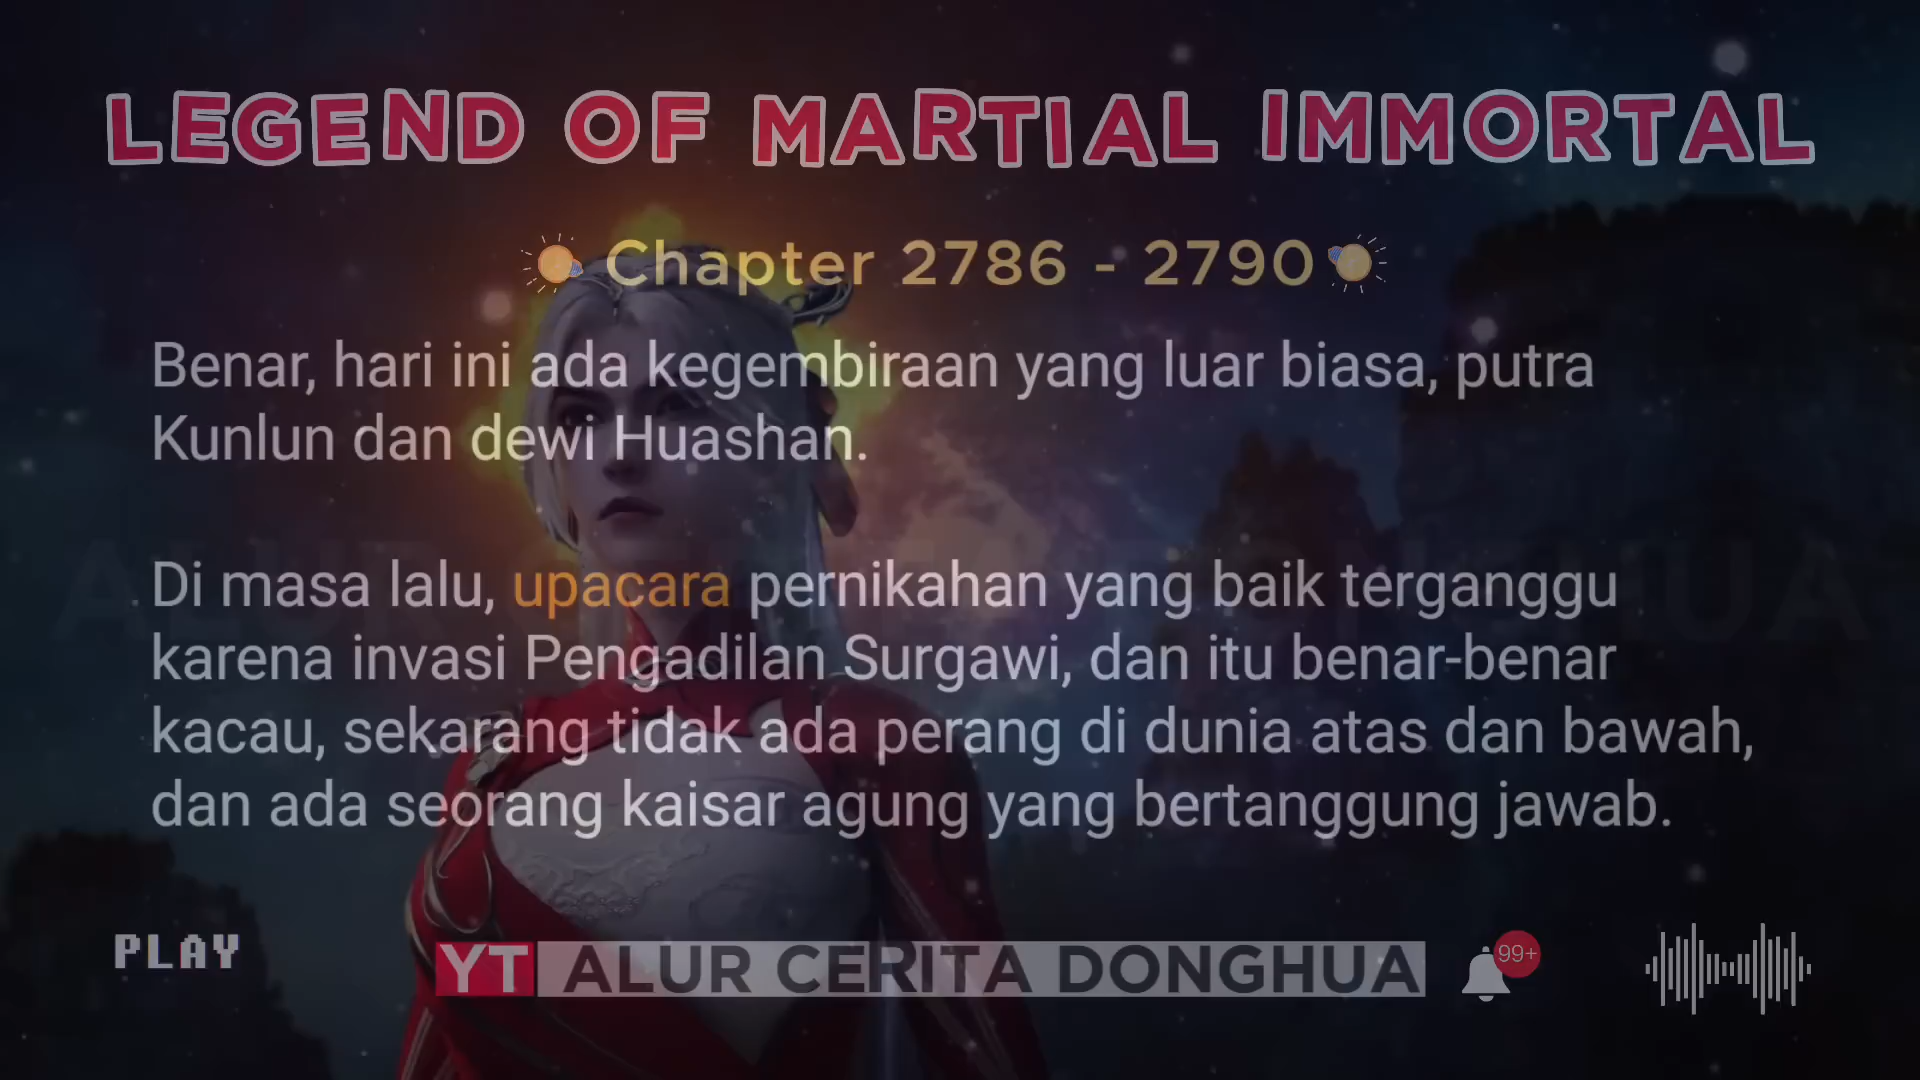 LEGEND OF MARTIAL IMMORTAL
Chapter 2786 - 2790
Benar, hari ini ada kegembiraan yang luar biasa, putra
Kunlun dan dewi Huashan.
Di masa lalu, upacara pernikahan yang baik terganggu
karena invasi Pengadilan Surgawi, dan itu benar-benar
kacau, sekarang tidak ada perang di dunia atas dan bawah,
dan ada seorang kaisar agung yang bertanggung jawab.
PLAY
YT ALUR CERITA DONGHUA
99+
ALUR CERITA DONGHUA